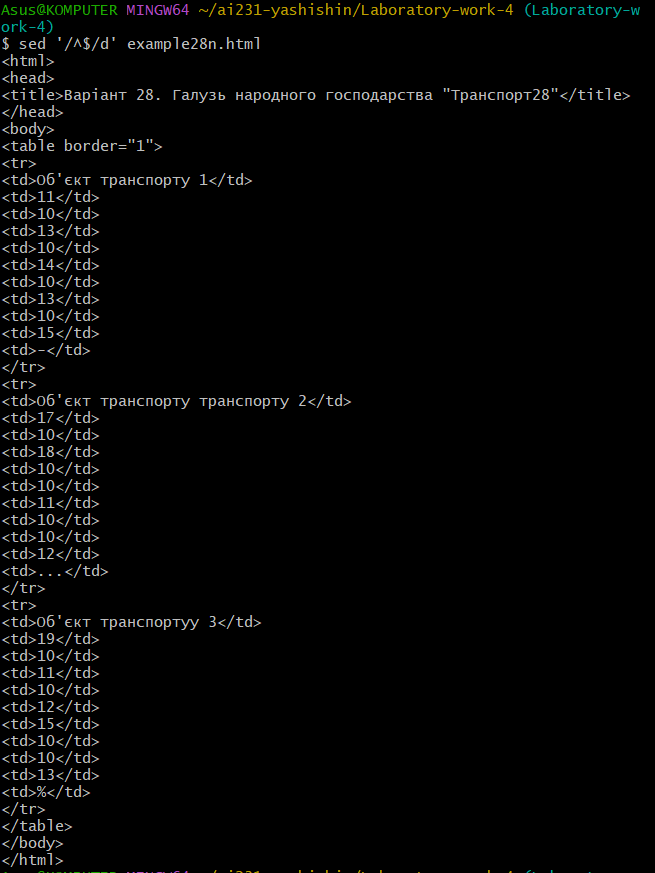 Asus@KOMPUTER MINGW64 ~/ai231-yashishin/Laboratory-work-4 (Laboratory-w
ork-4)
$ sed '/^$/d' example28n.html
<html>
<head>
<title>Варіант 28. Галузь народного господарства "Транспорт28"</title>
</head>
<body>
<table border="1">
<tr>
<td>Об'єкт транспорту 1</td>
<td>11</td>
<td>10</td>
<td>13</td>
<td>10</td>
<td>14</td>
<td>10</td>
<td>13</td>
<td>10</td>
<td>15</td>
<td>-</td>
</tr>
<tr>
<td>Об'єкт транспорту транспорту 2</td>
<td>17</td>
<td>10</td>
<td>18</td>
<td>10</td>
<td>10</td>
<td>11</td>
<td>10</td>
<td>10</td>
<td>12</td>
<td>...</td>
</tr>
<tr>
<td>Об'єкт транспортуу 3</td>
<td>19</td>
<td>10</td>
<td>11</td>
<td>10</td>
<td>12</td>
<td>15</td>
<td>10</td>
<td>10</td>
<td>13</td>
<td>%</td>
</tr>
</table>
</body>
</html>